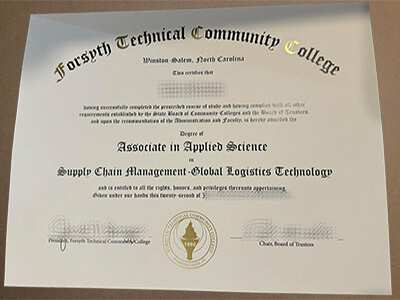 Forsyth Technical Community College
Winston-Salem, North Carolina
This certifies that
having successfully completed the prescribed course of study and having complied with all other
requirements established by the State Board of Community Colleges and the Board of Trustees,
and upon the recommendation of the Administration and Faculty, is hereby awarded the
Degree of
Associate in Applied Science
in
Supply Chain Management-Global Logistics Technology
and is entitled to all the rights, honors, and privileges thereunto appertaining.
Given under our hands this twenty-second of
President, Forsyth Technical Community College
Chair, Board of Trustees
1960